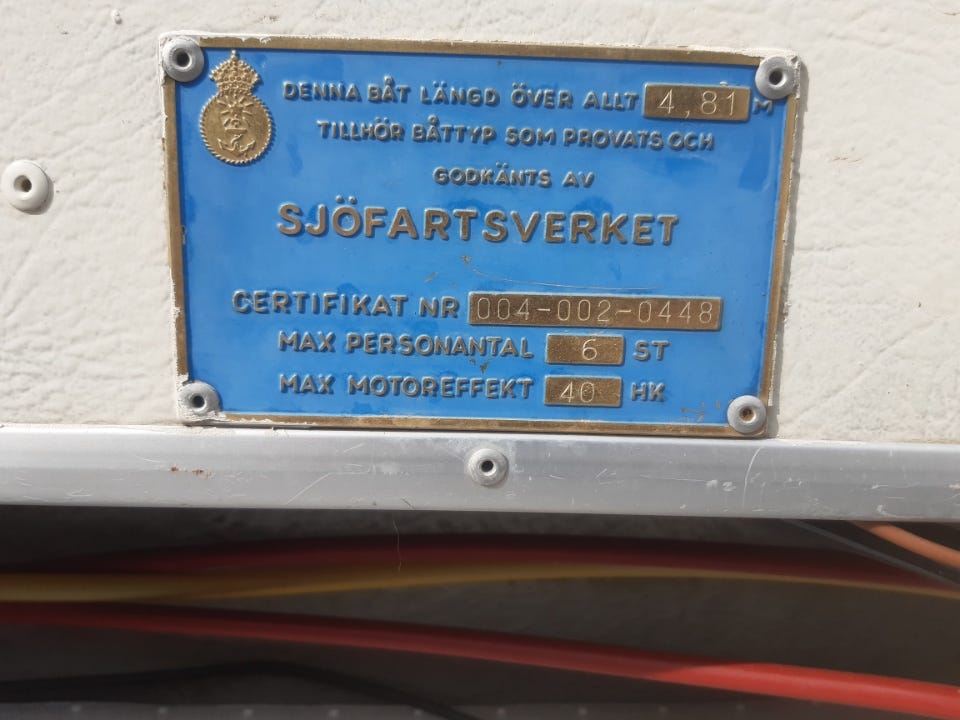 DENNA BÅT LÄNGD ÖVER ALLT 4,81 M
TILLHÖR BÅTTYP SOM PROVATS OCH
GODKÄNTS AV
SJÖFARTSVERKET
CERTIFIKAT NR 004-002-0448
MAX PERSONANTAL 6 ST
MAX MOTOREFFEKT 40 HK